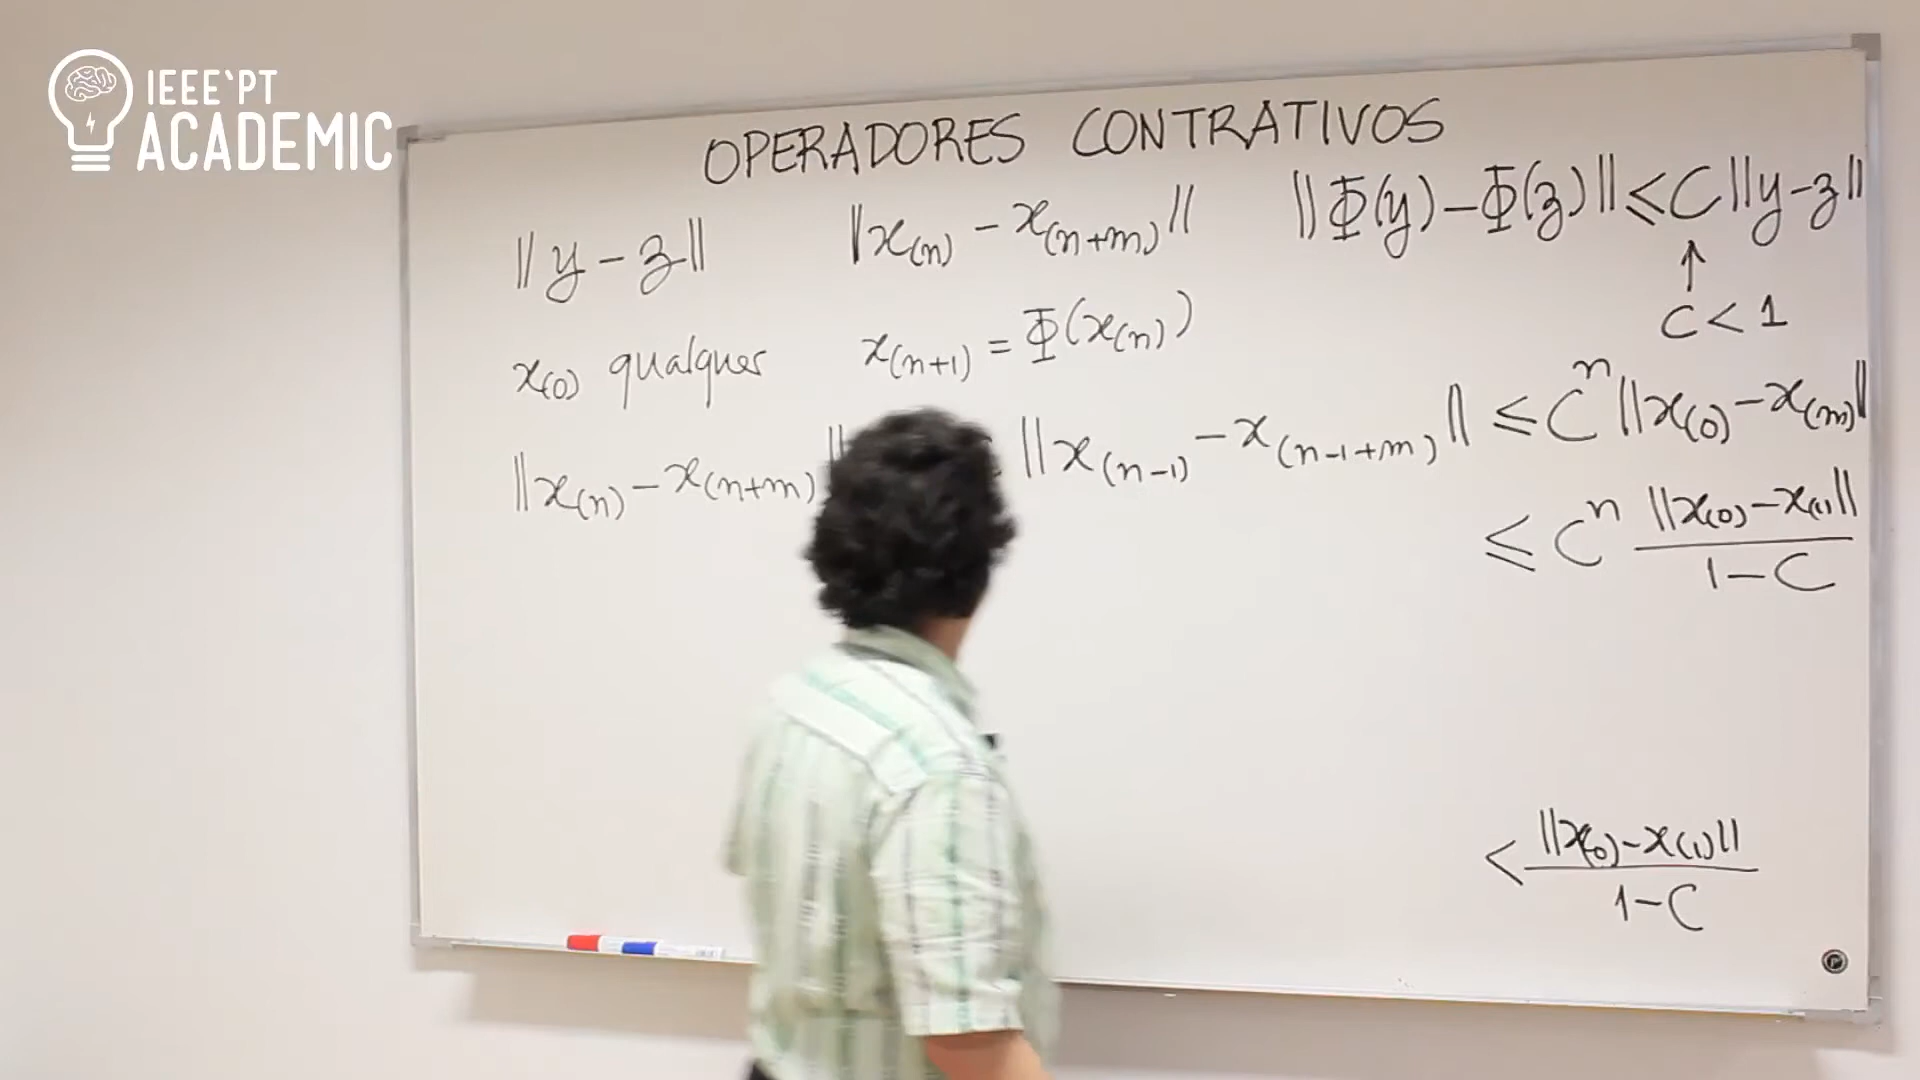 IEEE'PT
ACADEMIC
OPERADORES CONTRATIVOS
||y-z|| ||x(n) - x(n+m)|| ||Φ(y)-Φ(z)|| ≤ C||y-z||
↑
C < 1
x(0) qualquer x(n+1) = Φ(x(n))
||x(n) - x(n+m)|| ||x(n-1) - x(n-1+m)|| ≤ C^n ||x(0) - x(m)||
≤ C^n ||x(0) - x(1)|| / 1-C
< ||x(0) - x(1)|| / 1-C